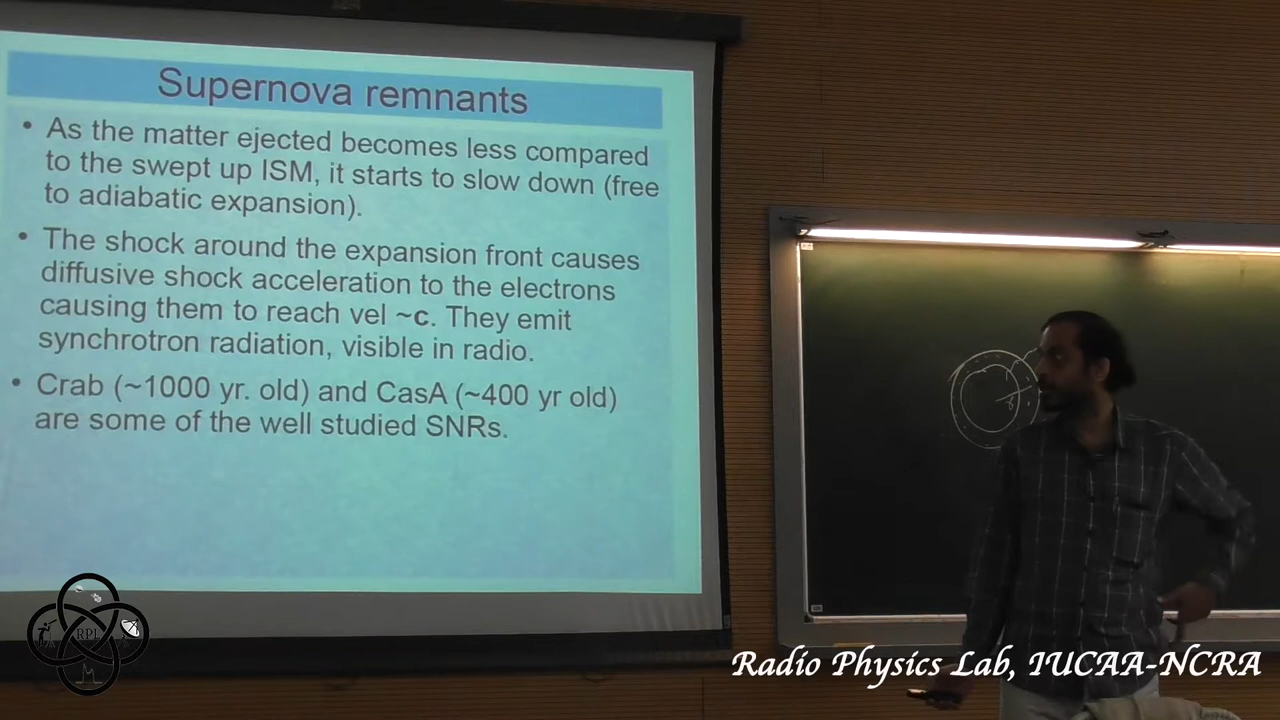 Supernova remnants
• As the matter ejected becomes less compared
to the swept up ISM, it starts to slow down (free
to adiabatic expansion).
• The shock around the expansion front causes
diffusive shock acceleration to the electrons
causing them to reach vel ~c. They emit
synchrotron radiation, visible in radio.
• Crab (~1000 yr. old) and CasA (~400 yr old)
are some of the well studied SNRs.
RPL
Radio Physics Lab, IUCAA-NCRA